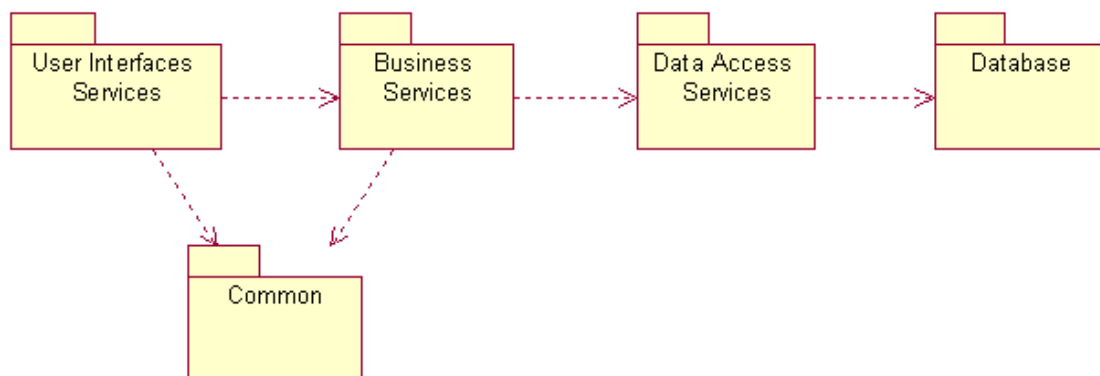 User Interfaces
Services
Business
Services
Data Access
Services
Database
Common